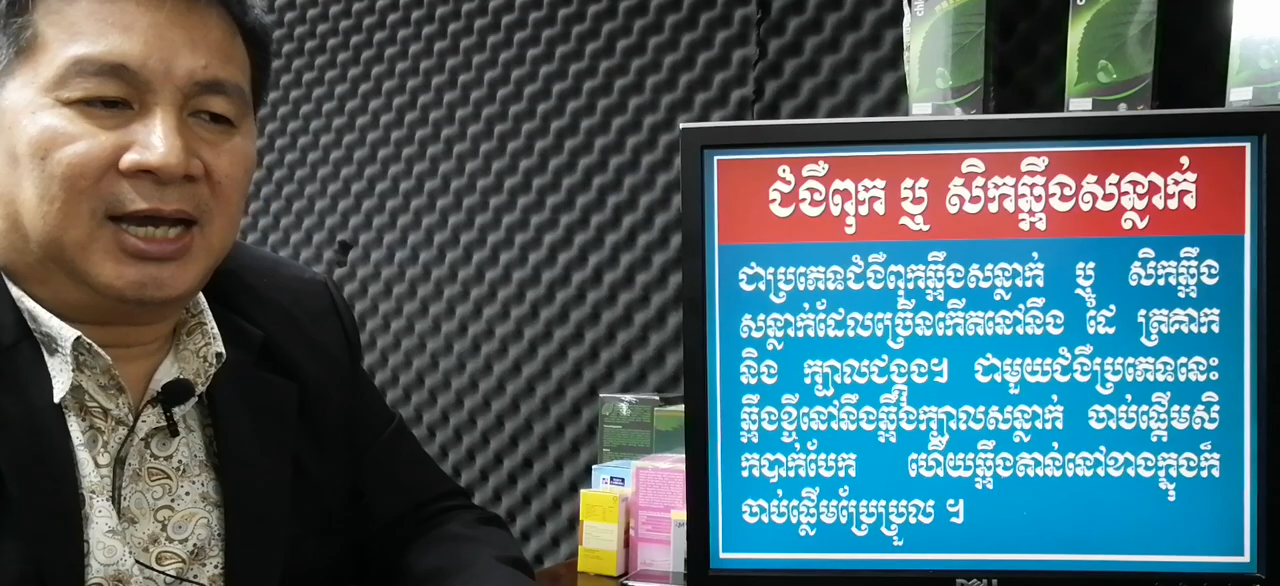 ជំងឺពុក ឬ សិកឆ្អឹងសន្លាក់
ជាប្រភេទជំងឺពុកឆ្អឹងសន្លាក់ ឬ សិកឆ្អឹង
សន្លាក់ដែលច្រើនកើតនៅនឹង ដៃ ត្រគាក
និង ក្បាលជង្គង់។ ជាមួយជំងឺប្រភេទនេះ
ឆ្អឹងខ្ចីនៅនឹងឆ្អឹងក្បាលសន្លាក់ ចាប់ផ្ដើមសិ
កបាក់បែក ហើយឆ្អឹងតាន់នៅខាងក្នុងក៏
ចាប់ផ្លើមប្រែប្រួល ។